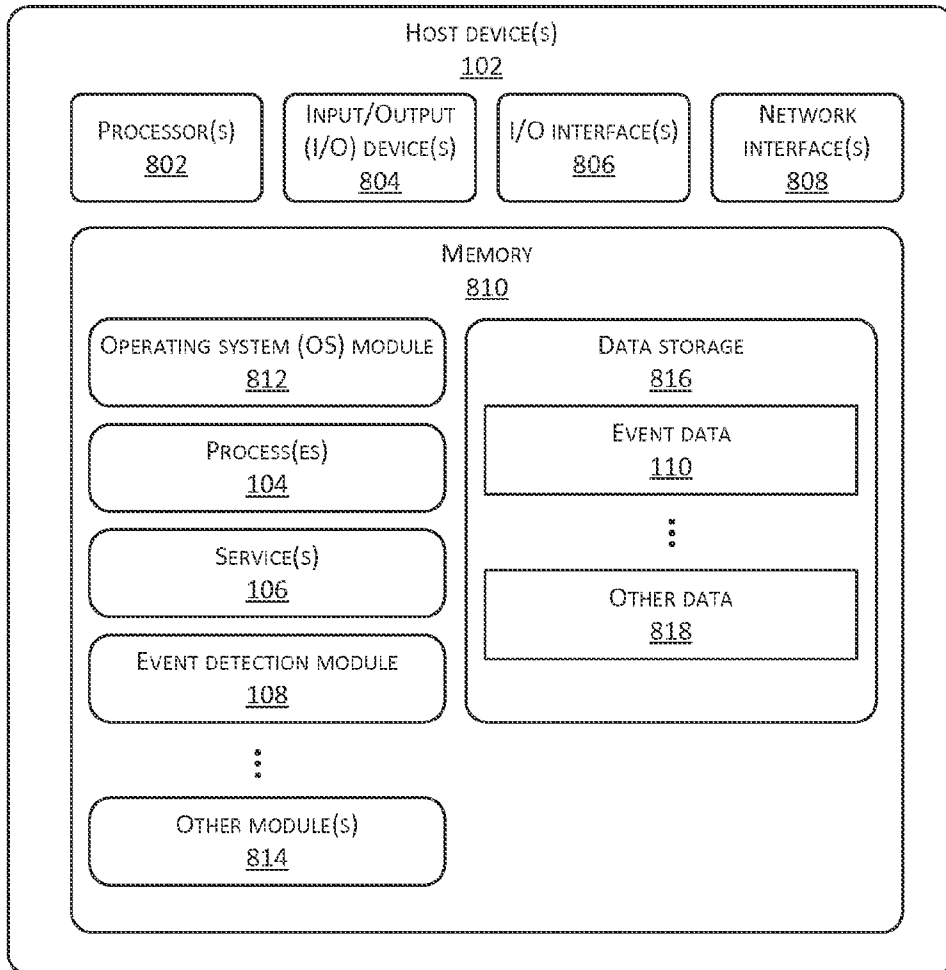 HOST DEVICE(S)
102
PROCESSOR(S)
802
INPUT/OUTPUT
(I/O) DEVICE(S)
804
I/O INTERFACE(S)
806
NETWORK
INTERFACE(S)
808
MEMORY
810
OPERATING SYSTEM (OS) MODULE
812
PROCESS(ES)
104
SERVICE(S)
106
EVENT DETECTION MODULE
108
OTHER MODULE(S)
814
DATA STORAGE
816
EVENT DATA
110
OTHER DATA
818